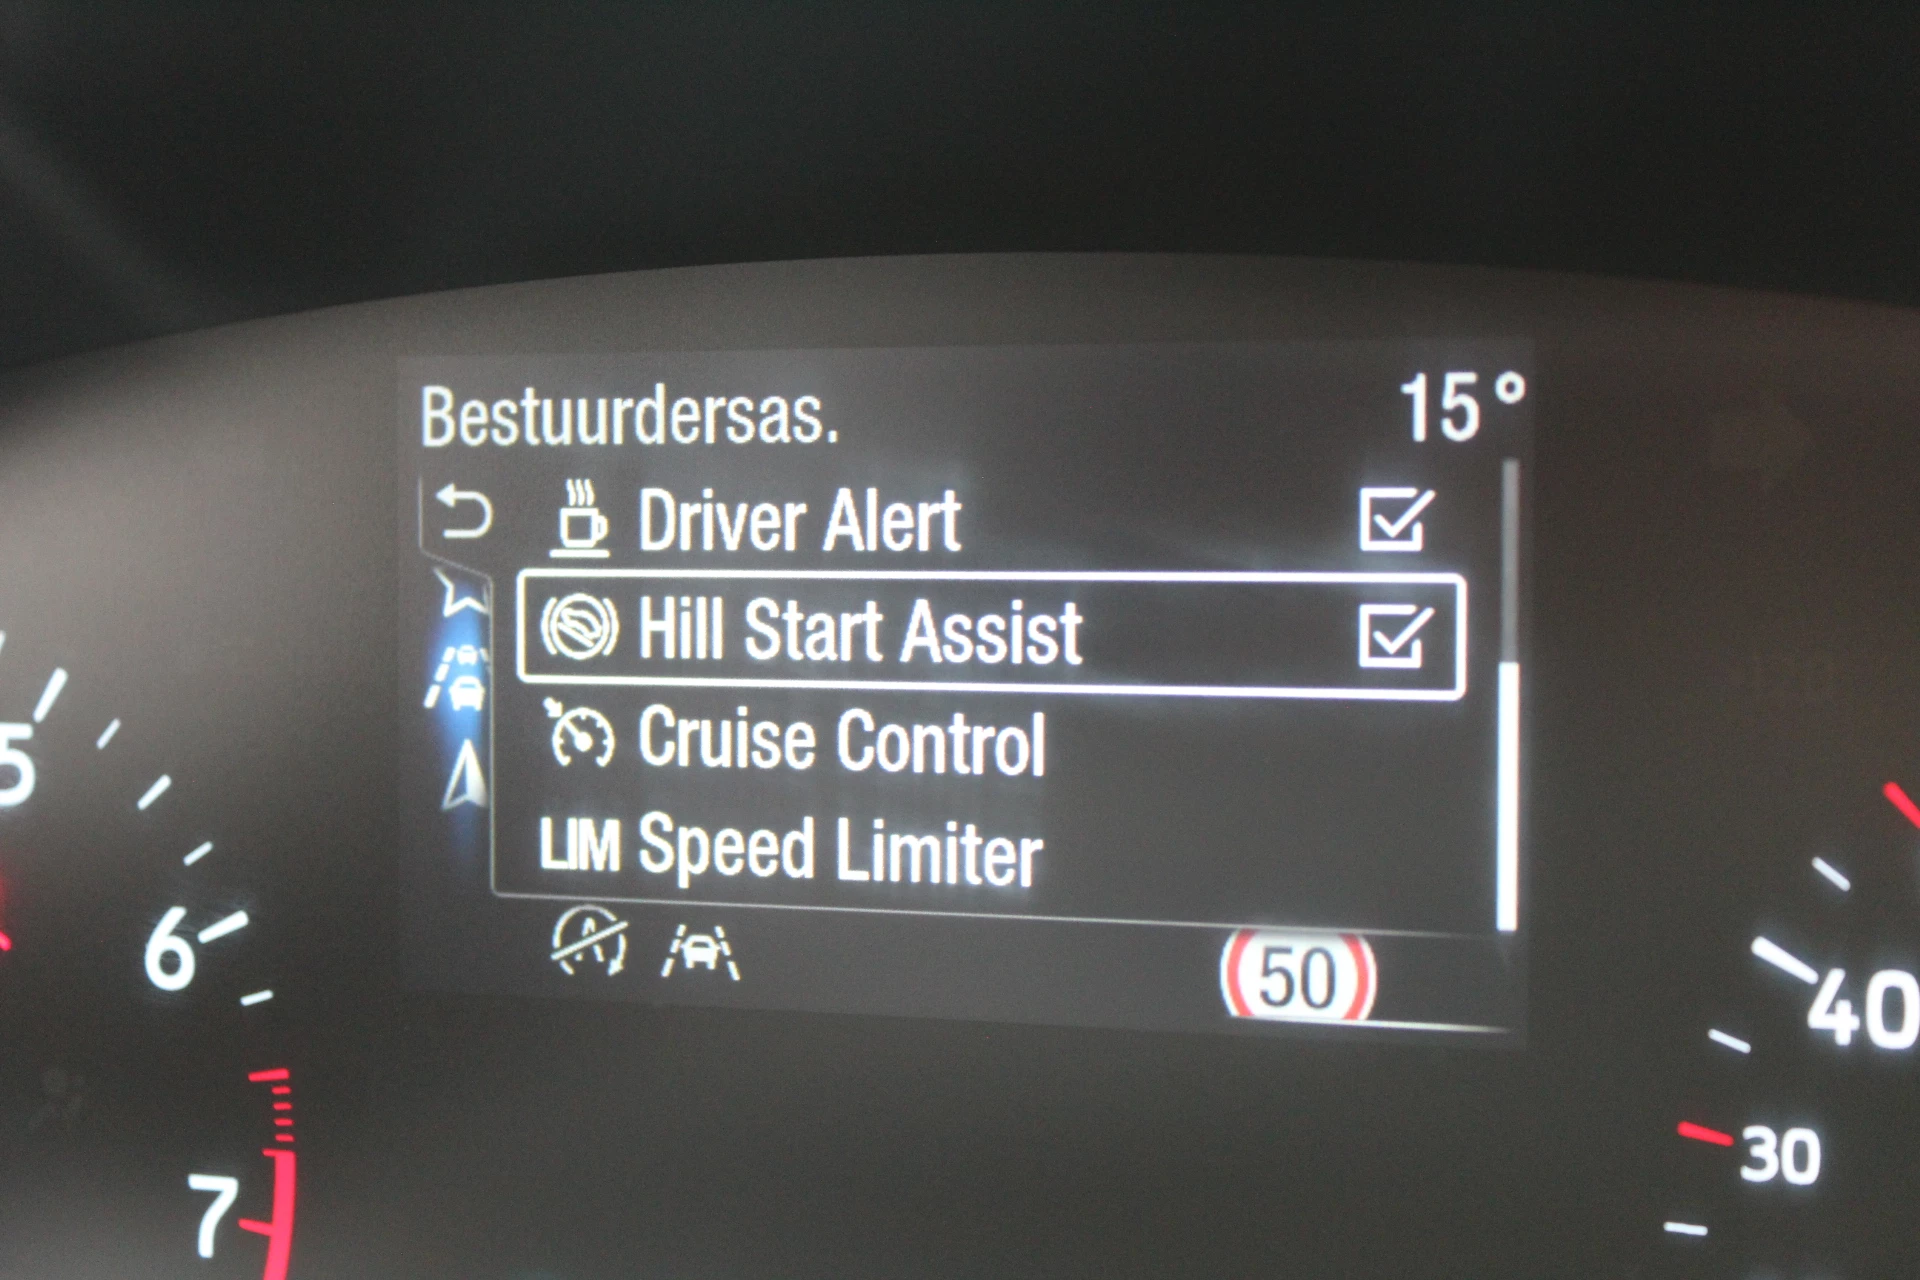 Bestuurdersas. 15°
Driver Alert
Hill Start Assist
Cruise Control
LIM Speed Limiter
A
50
5
6
7
40
30